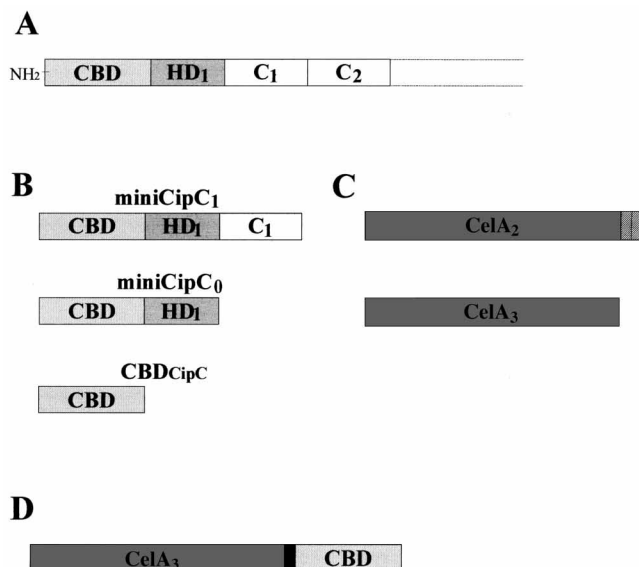 A
NH₂ CBD HD₁ C₁ C₂
B
miniCipC₁
CBD HD₁ C₁
miniCipC₀
CBD HD₁
CBDCipC
CBD
C
CelA₂
CelA₃
D
CelA₃ CBD